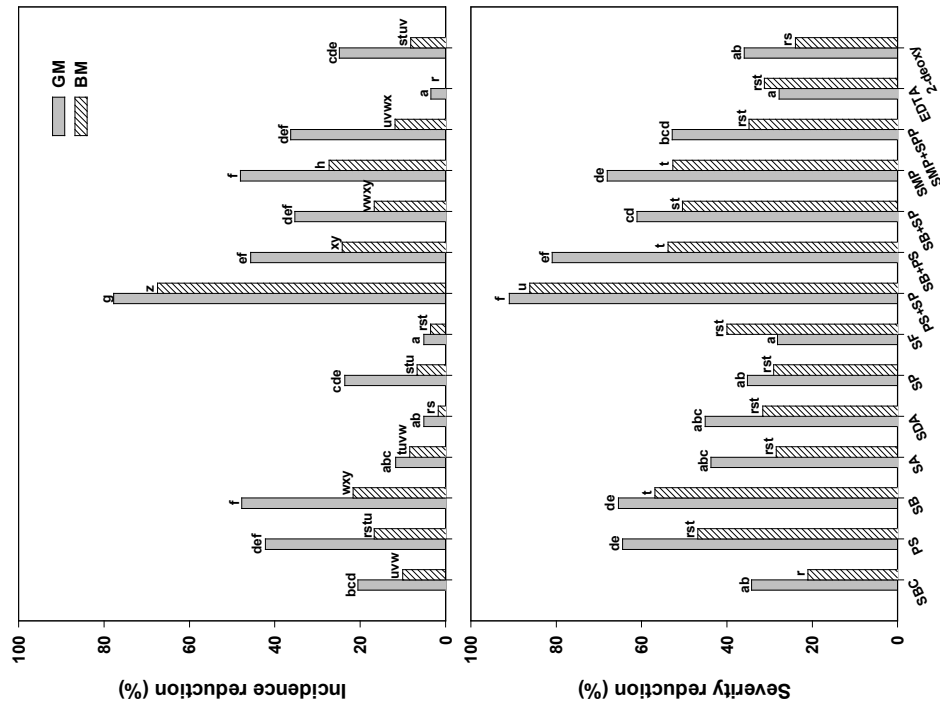 Incidence reduction (%)
100
80
60
40
20
0
GM
BM
bcd uvw def rstu f wxy abc tuvw ab rs cde stu a rst g z ef xy def vwxy f h def uvwx a r cde stuv
Severity reduction (%)
100
80
60
40
20
0
ab r de rst de t abc rst abc rst ab rst a rst f u ef t cd st de t bcd rst a rst ab rs
SBC PS SB SA SDA SP SF PS+SP SB+PS SB+SP SMP SMP+SPP EDTA 2-deoxy